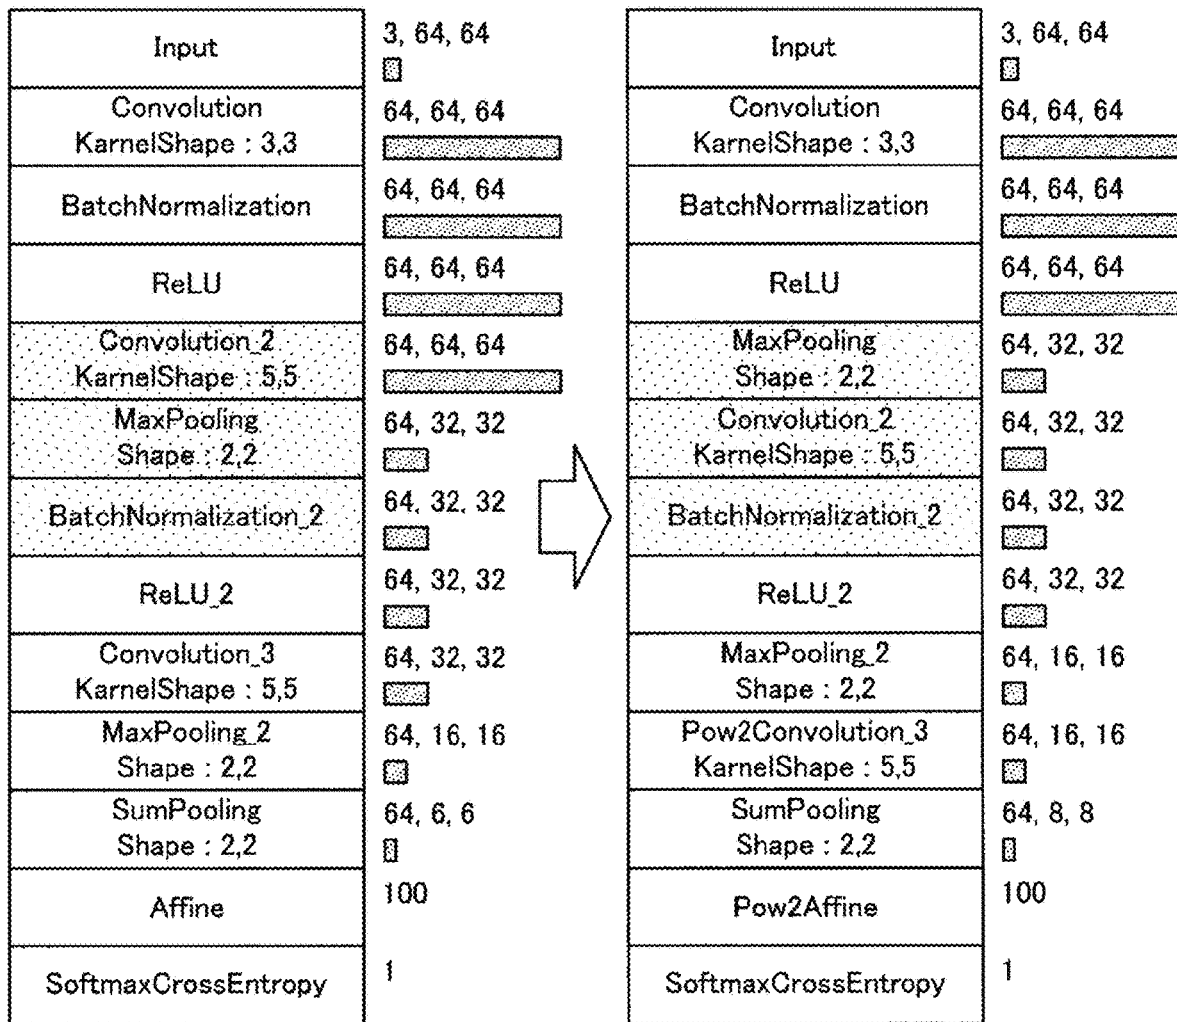 Input
3, 64, 64
Convolution
KarnelShape : 3,3
64, 64, 64
BatchNormalization
64, 64, 64
ReLU
64, 64, 64
Convolution_2
KarnelShape : 5,5
64, 64, 64
MaxPooling
Shape : 2,2
64, 32, 32
BatchNormalization_2
64, 32, 32
ReLU_2
64, 32, 32
Convolution_3
KarnelShape : 5,5
64, 32, 32
MaxPooling_2
Shape : 2,2
64, 16, 16
SumPooling
Shape : 2,2
64, 6, 6
Affine
100
SoftmaxCrossEntropy
1
Input
3, 64, 64
Convolution
KarnelShape : 3,3
64, 64, 64
BatchNormalization
64, 64, 64
ReLU
64, 64, 64
MaxPooling
Shape : 2,2
64, 32, 32
Convolution_2
KarnelShape : 5,5
64, 32, 32
BatchNormalization_2
64, 32, 32
ReLU_2
64, 32, 32
MaxPooling_2
Shape : 2,2
64, 16, 16
Pow2Convolution_3
KarnelShape : 5,5
64, 16, 16
SumPooling
Shape : 2,2
64, 8, 8
Pow2Affine
100
SoftmaxCrossEntropy
1